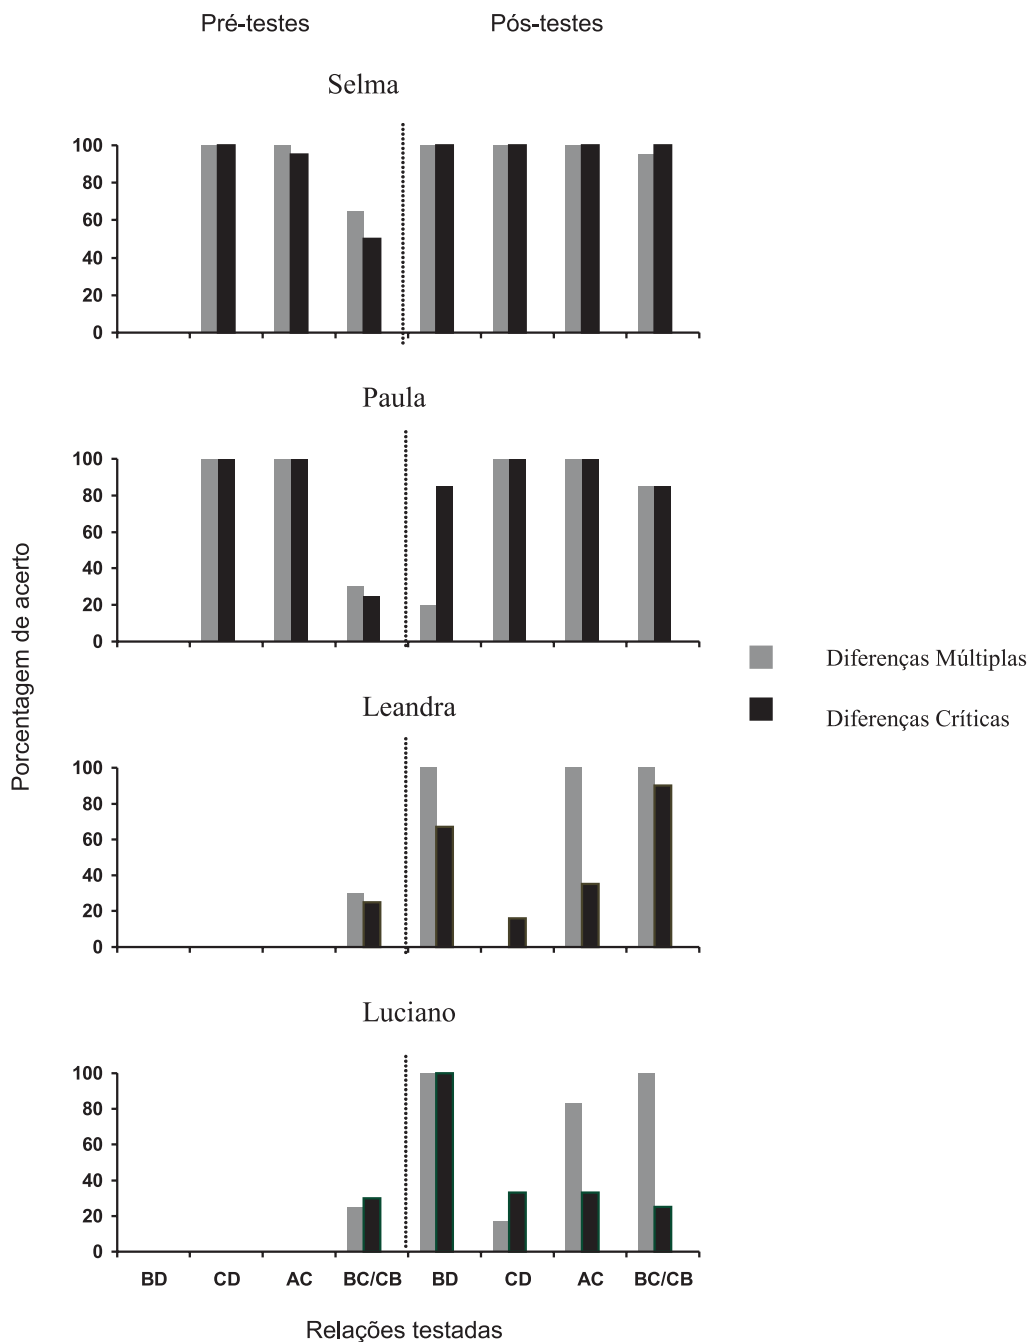 Pré-testes Pós-testes
Selma
100
80
60
40
20
0
Paula
100
80
60
40
20
0
Porcentagem de acerto
Diferenças Múltiplas
Diferenças Críticas
Leandra
100
80
60
40
20
0
Luciano
100
80
60
40
20
0
BD CD AC BC/CB BD CD AC BC/CB
Relações testadas